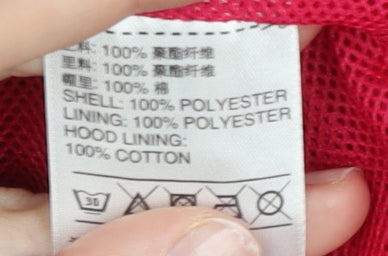 料: 100% 聚酯纤维
里料: 100% 聚酯纤维
帽里: 100% 棉
SHELL: 100% POLYESTER
LINING: 100% POLYESTER
HOOD LINING:
100% COTTON
30